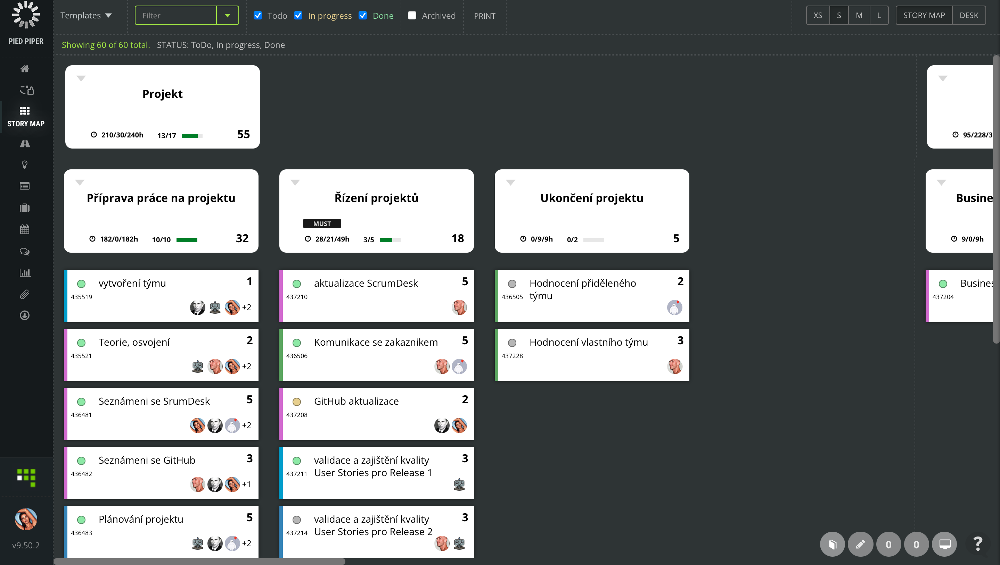 PIED PIPER
Templates
Filter
Todo
In progress
Done
Archived
PRINT
XS
S
M
L
STORY MAP
DESK
Showing 60 of 60 total. STATUS: ToDo, In progress, Done
STORY MAP
Projekt
210/30/240h 13/17 55
95/228/3
Příprava práce na projektu
182/0/182h 10/10 32
Řízení projektů
MUST
28/21/49h 3/5 18
Ukončení projektu
0/9/9h 0/2 5
Busine
9/0/9h
vytvoření týmu 1
435519
+2
Teorie, osvojení 2
435521
+2
Seznámeni se SrumDesk 5
436481
+2
Seznámeni se GitHub 3
436482
+1
Plánování projektu 5
436483
+2
aktualizace ScrumDesk 5
437210
Komunikace se zakaznikem 5
436506
GitHub aktualizace 2
437208
validace a zajištění kvality 3
437211 User Stories pro Release 1
validace a zajištění kvality 3
437214 User Stories pro Release 2
Hodnocení přiděleného 2
436505 týmu
Hodnocení vlastního týmu 3
437228
Busines
437204
v9.50.2
0
0
?